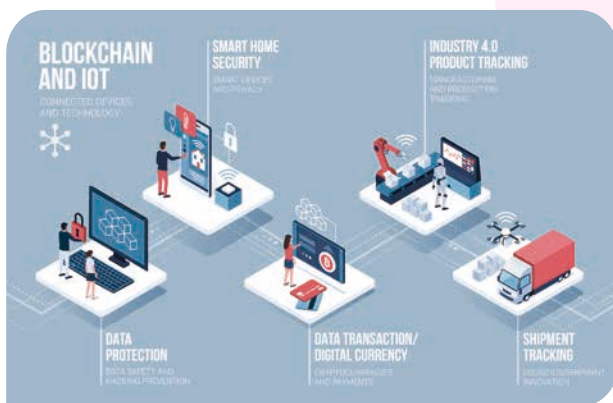 BLOCKCHAIN
AND IOT
CONNECTED DEVICES
AND TECHNOLOGY
SMART HOME
SECURITY
SMART DEVICES
AND PRIVACY
INDUSTRY 4.0
PRODUCT TRACKING
MANUFACTURING
AND PRODUCTION
TRACKING
DATA
PROTECTION
DATA SAFETY AND
HACKING PREVENTION
DATA TRANSACTION/
DIGITAL CURRENCY
CRYPTOCURRENCIES
AND PAYMENTS
SHIPMENT
TRACKING
INNOVATION